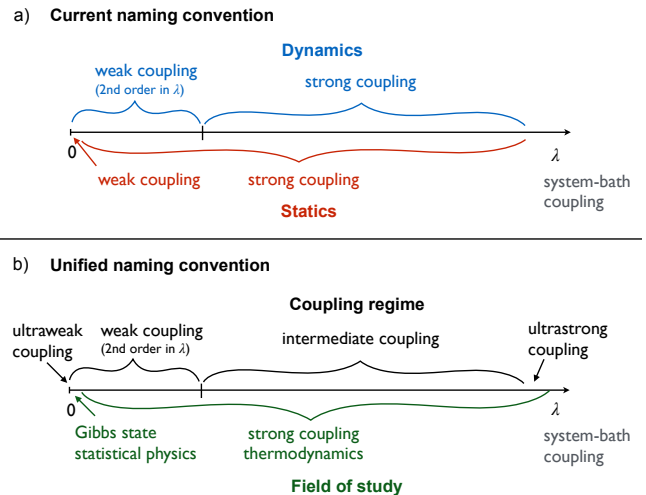 a) Current naming convention
Dynamics
weak coupling
(2nd order in λ)
strong coupling
0
λ
weak coupling
strong coupling
system-bath
coupling
Statics
b) Unified naming convention
Coupling regime
ultraweak
coupling
weak coupling
(2nd order in λ)
intermediate coupling
ultrastrong
coupling
0
λ
Gibbs state
statistical physics
strong coupling
thermodynamics
system-bath
coupling
Field of study